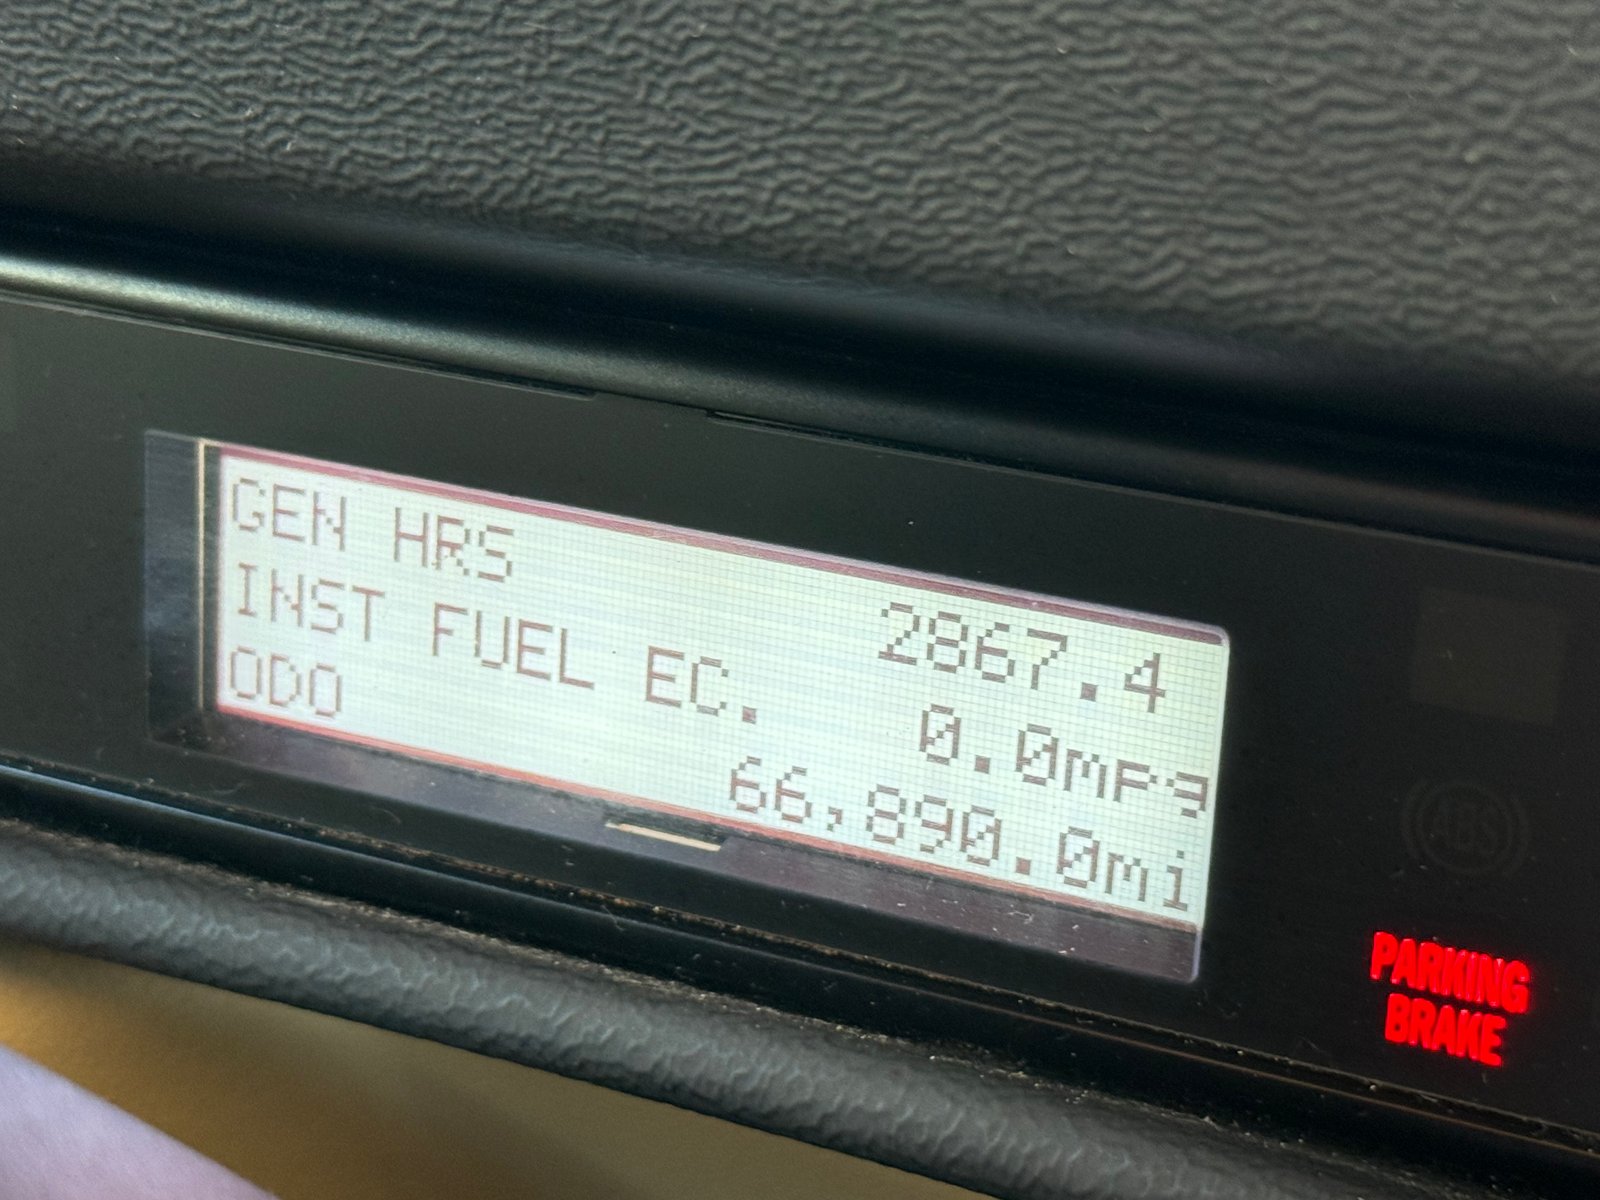 GEN HRS 2867.4
INST FUEL EC. 0.0mpg
ODO 66,890.0mi
ABS
PARKING
BRAKE